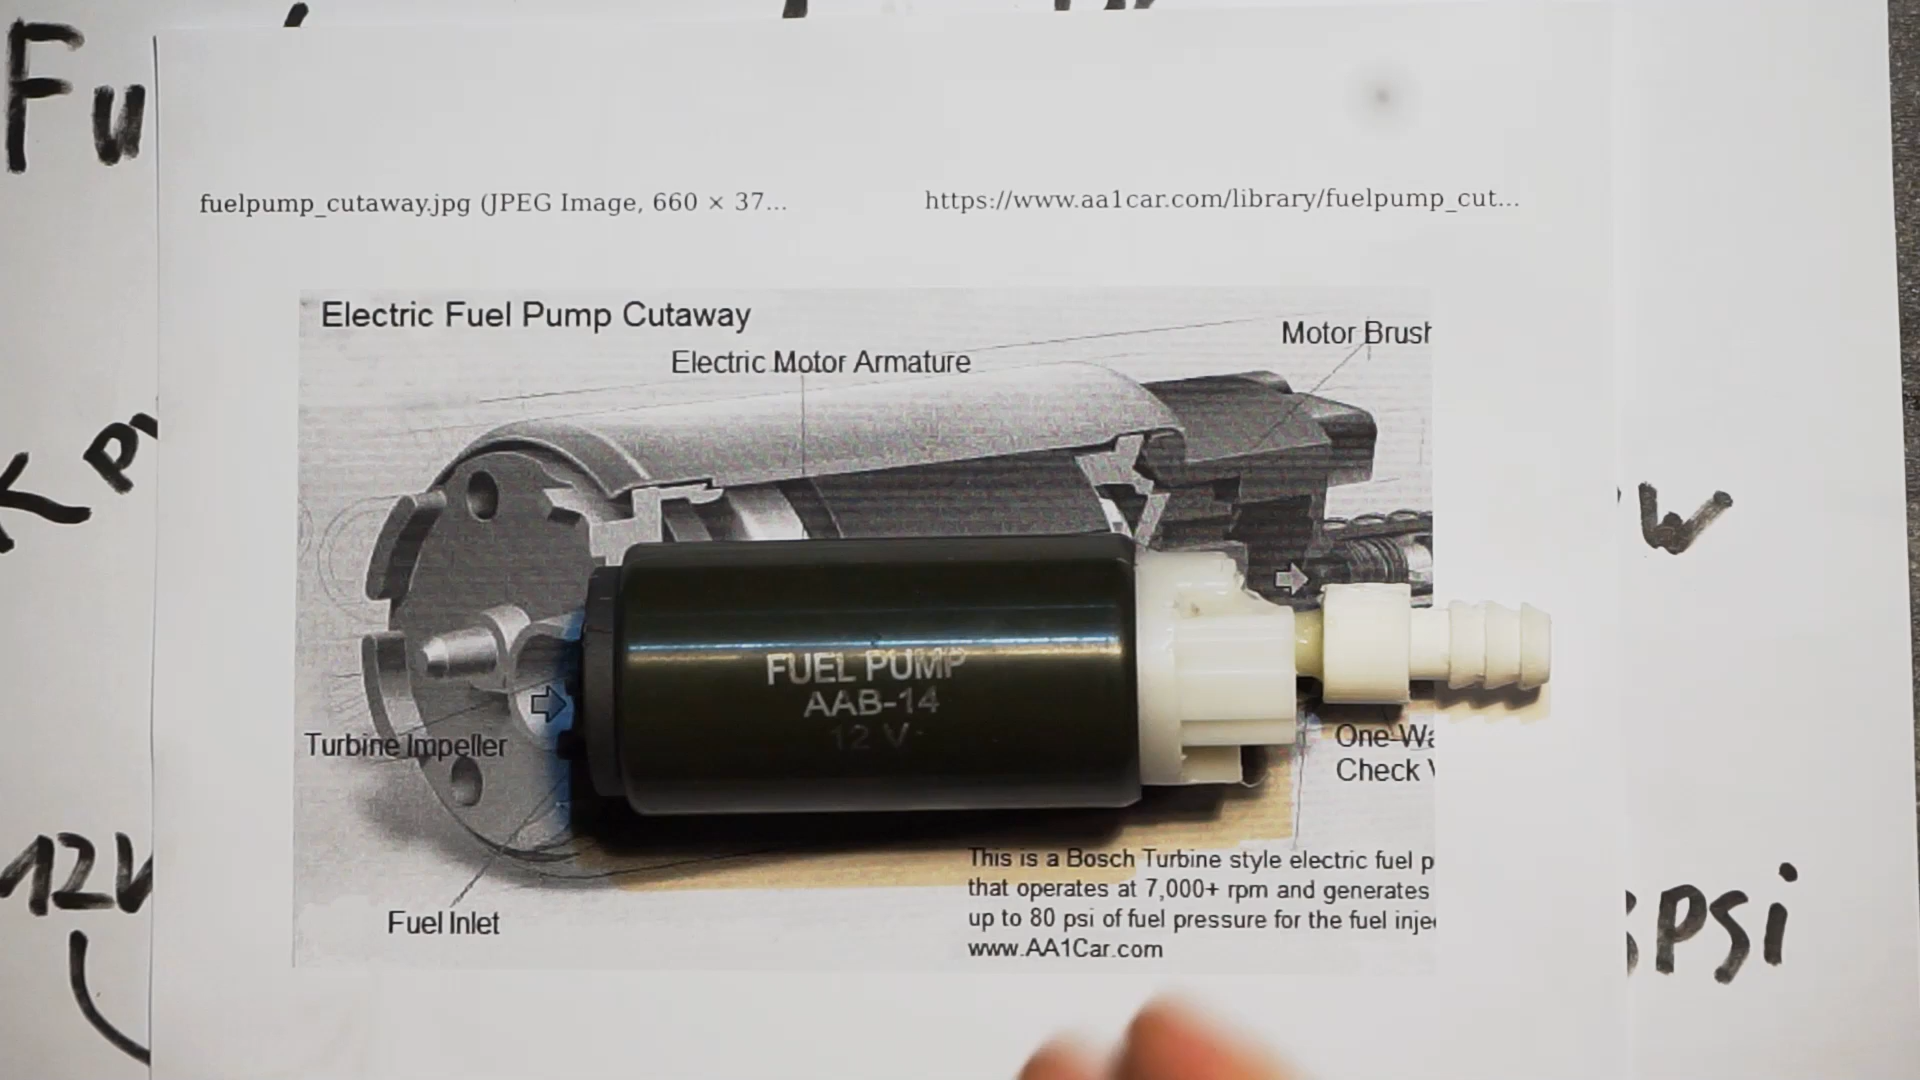 Fu
fuelpump_cutaway.jpg (JPEG Image, 660 × 37...
https://www.aa1car.com/library/fuelpump_cut...
Electric Fuel Pump Cutaway
Motor Brush
Electric Motor Armature
K
W
FUEL PUMP
AAB-14
12 V
Turbine Impeller
One-Wa
Check V
12V
This is a Bosch Turbine style electric fuel p
that operates at 7,000+ rpm and generates
up to 80 psi of fuel pressure for the fuel injec
www.AA1Car.com
Fuel Inlet
PSi